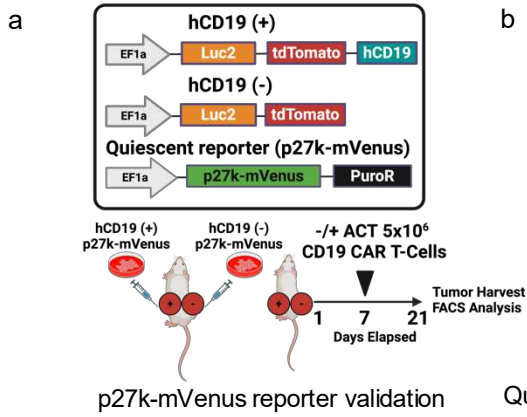 a
b
hCD19 (+)
EF1a Luc2 tdTomato hCD19
hCD19 (-)
EF1a Luc2 tdTomato
Quiescent reporter (p27k-mVenus)
EF1a p27k-mVenus PuroR
hCD19 (+) hCD19 (-)
p27k-mVenus p27k-mVenus
-/+ ACT 5x10⁶
CD19 CAR T-Cells
+ - + -
1 7 21
Days Elapsed
Tumor Harvest
FACS Analysis
p27k-mVenus reporter validation